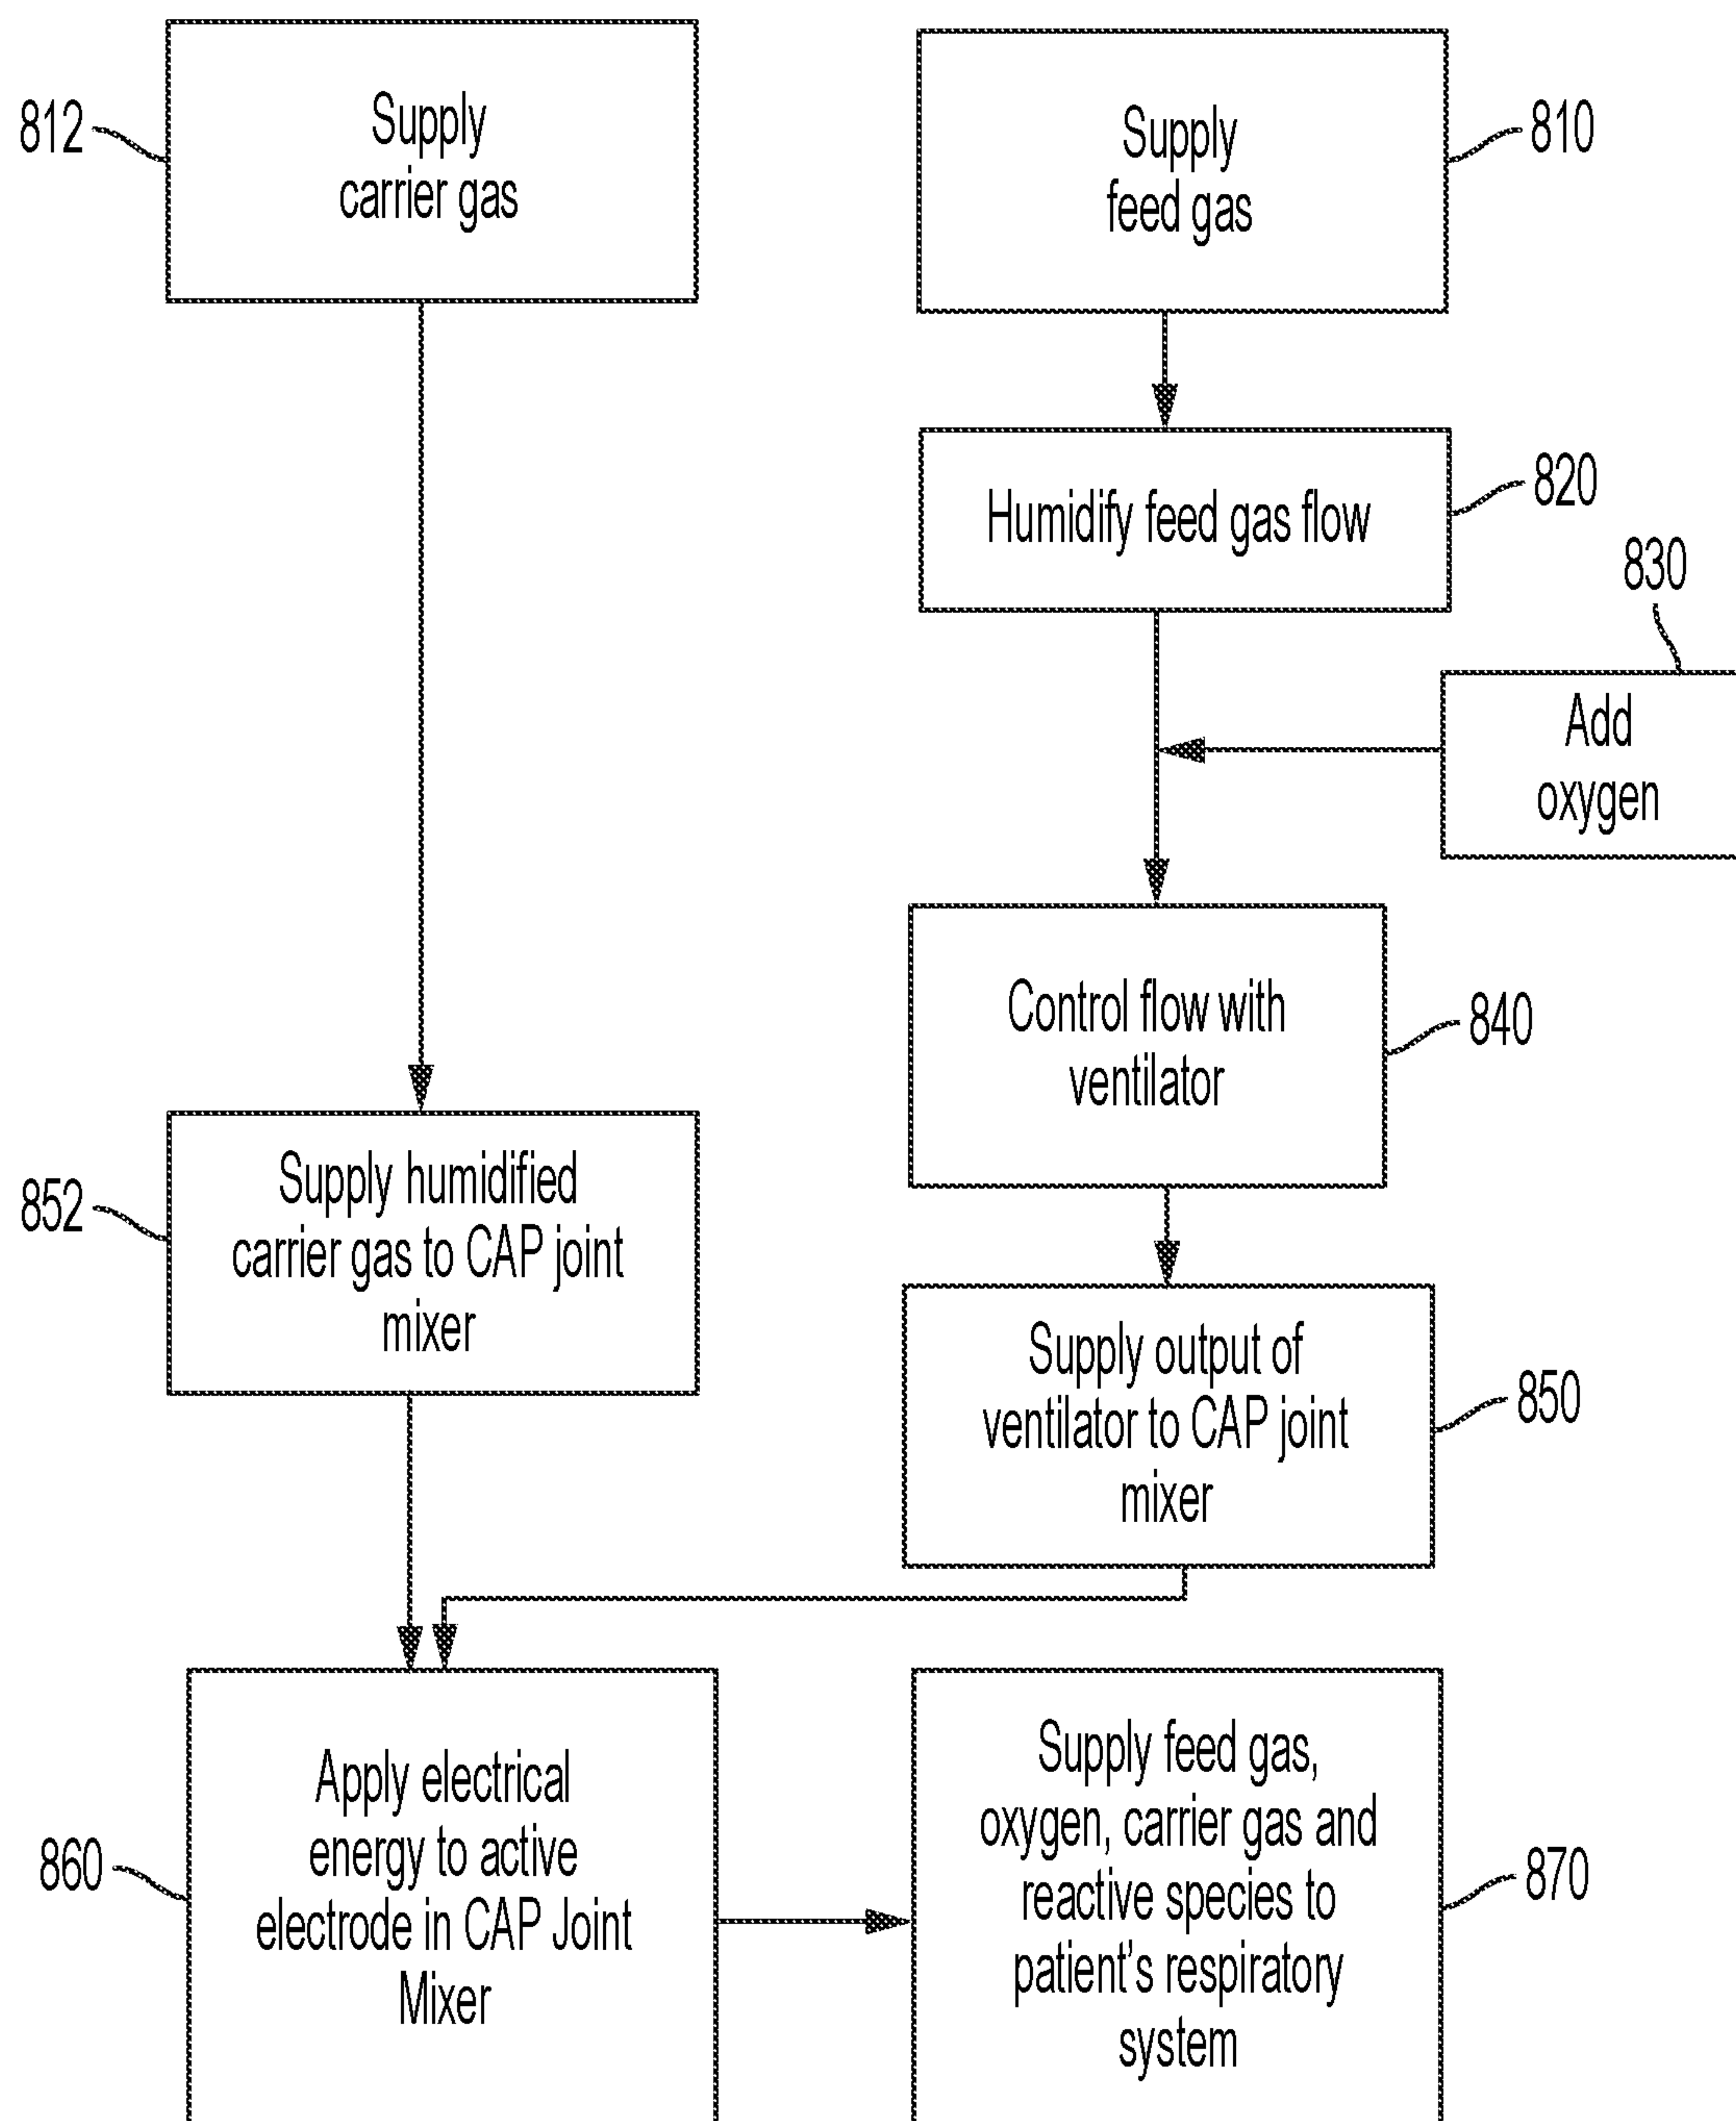 812
Supply
carrier gas
Supply
feed gas
810
Humidify feed gas flow
820
830
Add
oxygen
Control flow with
ventilator
840
852
Supply humidified
carrier gas to CAP joint
mixer
Supply output of
ventilator to CAP joint
mixer
850
860
Apply electrical
energy to active
electrode in CAP Joint
Mixer
Supply feed gas,
oxygen, carrier gas and
reactive species to
patient's respiratory
system
870